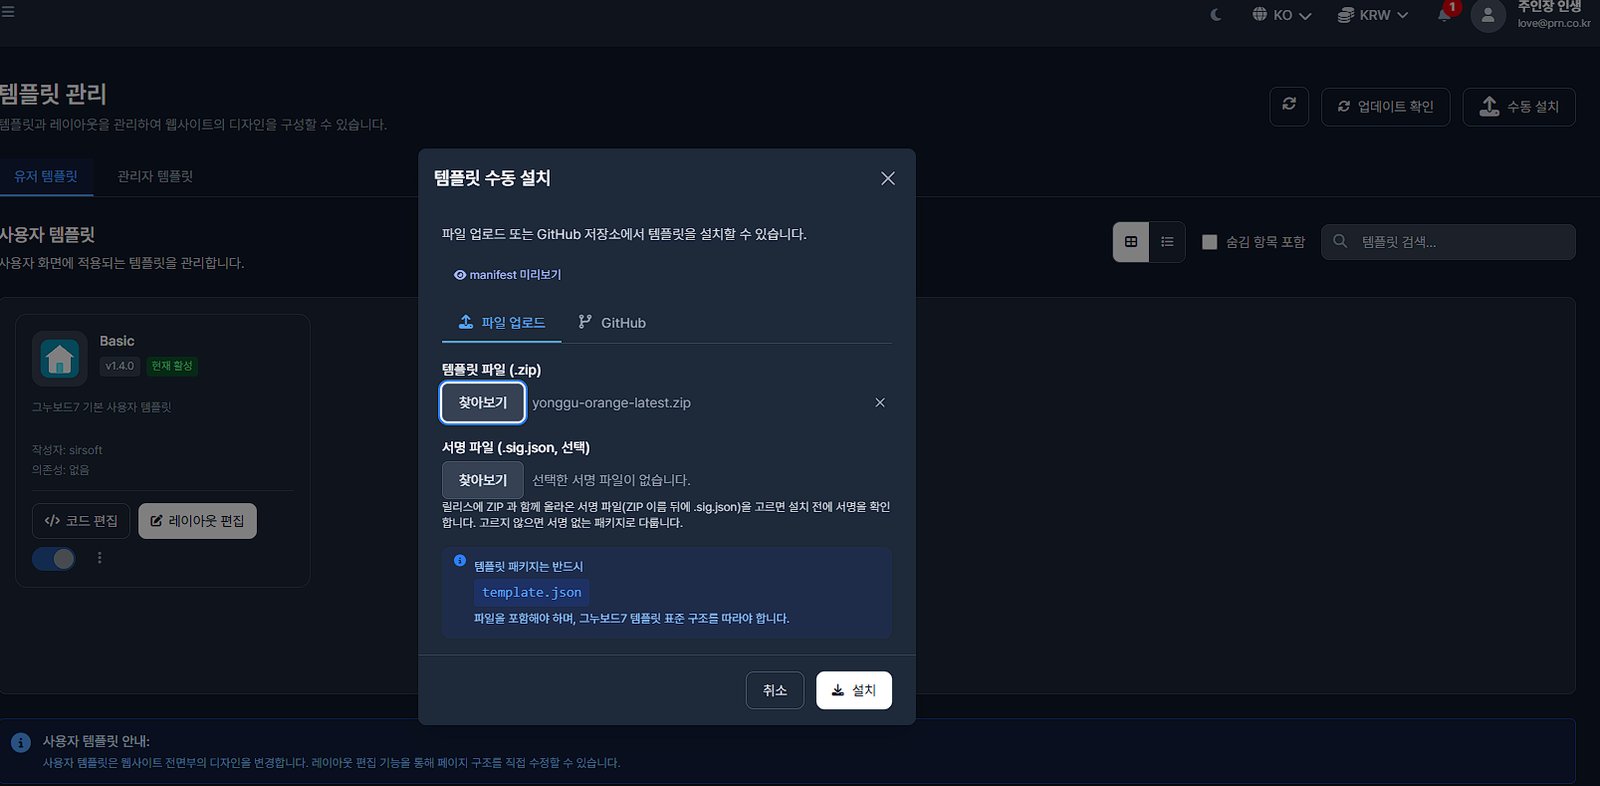 KO
KRW
1
주인장 인생
love@prn.co.kr
템플릿 관리
템플릿과 레이아웃을 관리하여 웹사이트의 디자인을 구성할 수 있습니다.
업데이트 확인
수동 설치
유저 템플릿
관리자 템플릿
사용자 템플릿
사용자 화면에 적용되는 템플릿을 관리합니다.
숨김 항목 포함
템플릿 검색...
Basic
v1.4.0
현재 활성
그누보드7 기본 사용자 템플릿
작성자: sirsoft
의존성: 없음
</> 코드 편집
레이아웃 편집
템플릿 수동 설치
파일 업로드 또는 GitHub 저장소에서 템플릿을 설치할 수 있습니다.
manifest 미리보기
파일 업로드
GitHub
템플릿 파일 (.zip)
찾아보기
yonggu-orange-latest.zip
서명 파일 (.sig.json, 선택)
찾아보기
선택한 서명 파일이 없습니다.
릴리스에 ZIP 과 함께 올라온 서명 파일(ZIP 이름 뒤에 .sig.json)을 고르면 설치 전에 서명을 확인
합니다. 고르지 않으면 서명 없는 패키지로 다룹니다.
템플릿 패키지는 반드시
template.json
파일을 포함해야 하며, 그누보드7 템플릿 표준 구조를 따라야 합니다.
취소
설치
사용자 템플릿 안내:
사용자 템플릿은 웹사이트 전면부의 디자인을 변경합니다. 레이아웃 편집 기능을 통해 페이지 구조를 직접 수정할 수 있습니다.